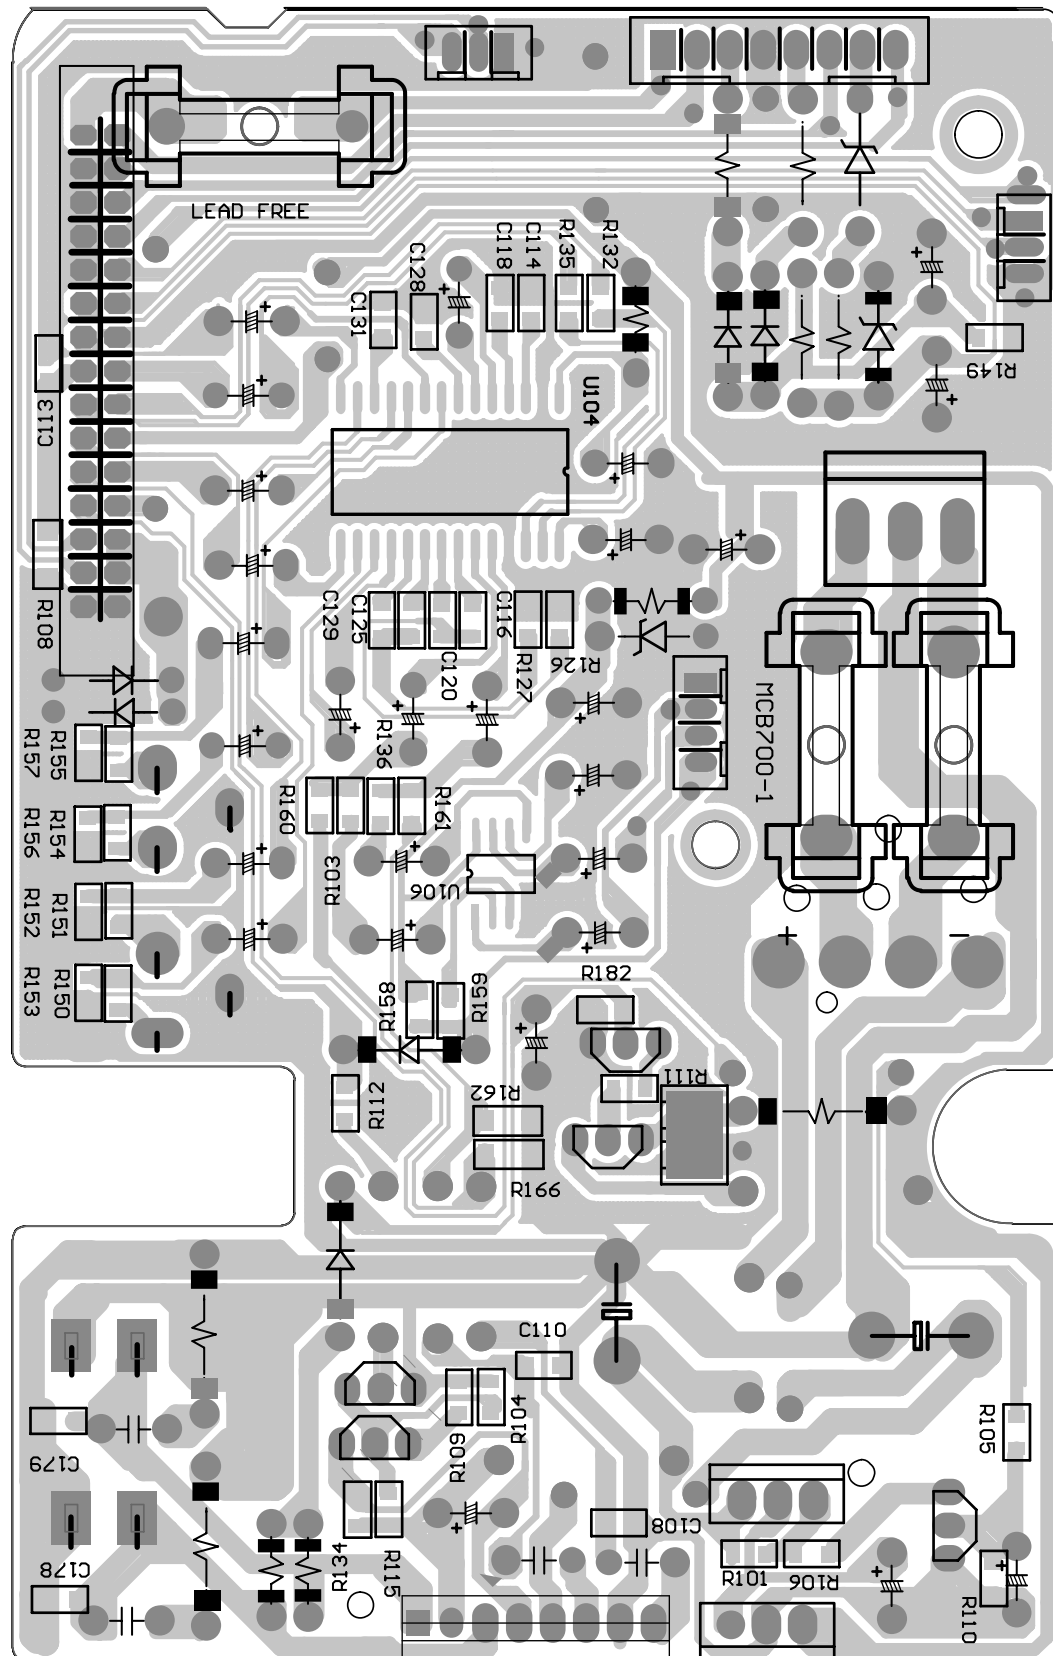 LEAD FREE
C118
C114
R135
R132
C128
C131
R149
U104
C113
R108
C129
C125
C120
C116
R127
R126
MCB700-1
R157
R155
R136
R156
R154
R160
R161
R103
U106
R152
R151
+
−
R153
R150
R158
R159
R182
R111
R112
R162
R166
C110
R104
R109
R105
C179
C178
R134
R115
C108
R101
R106
R110